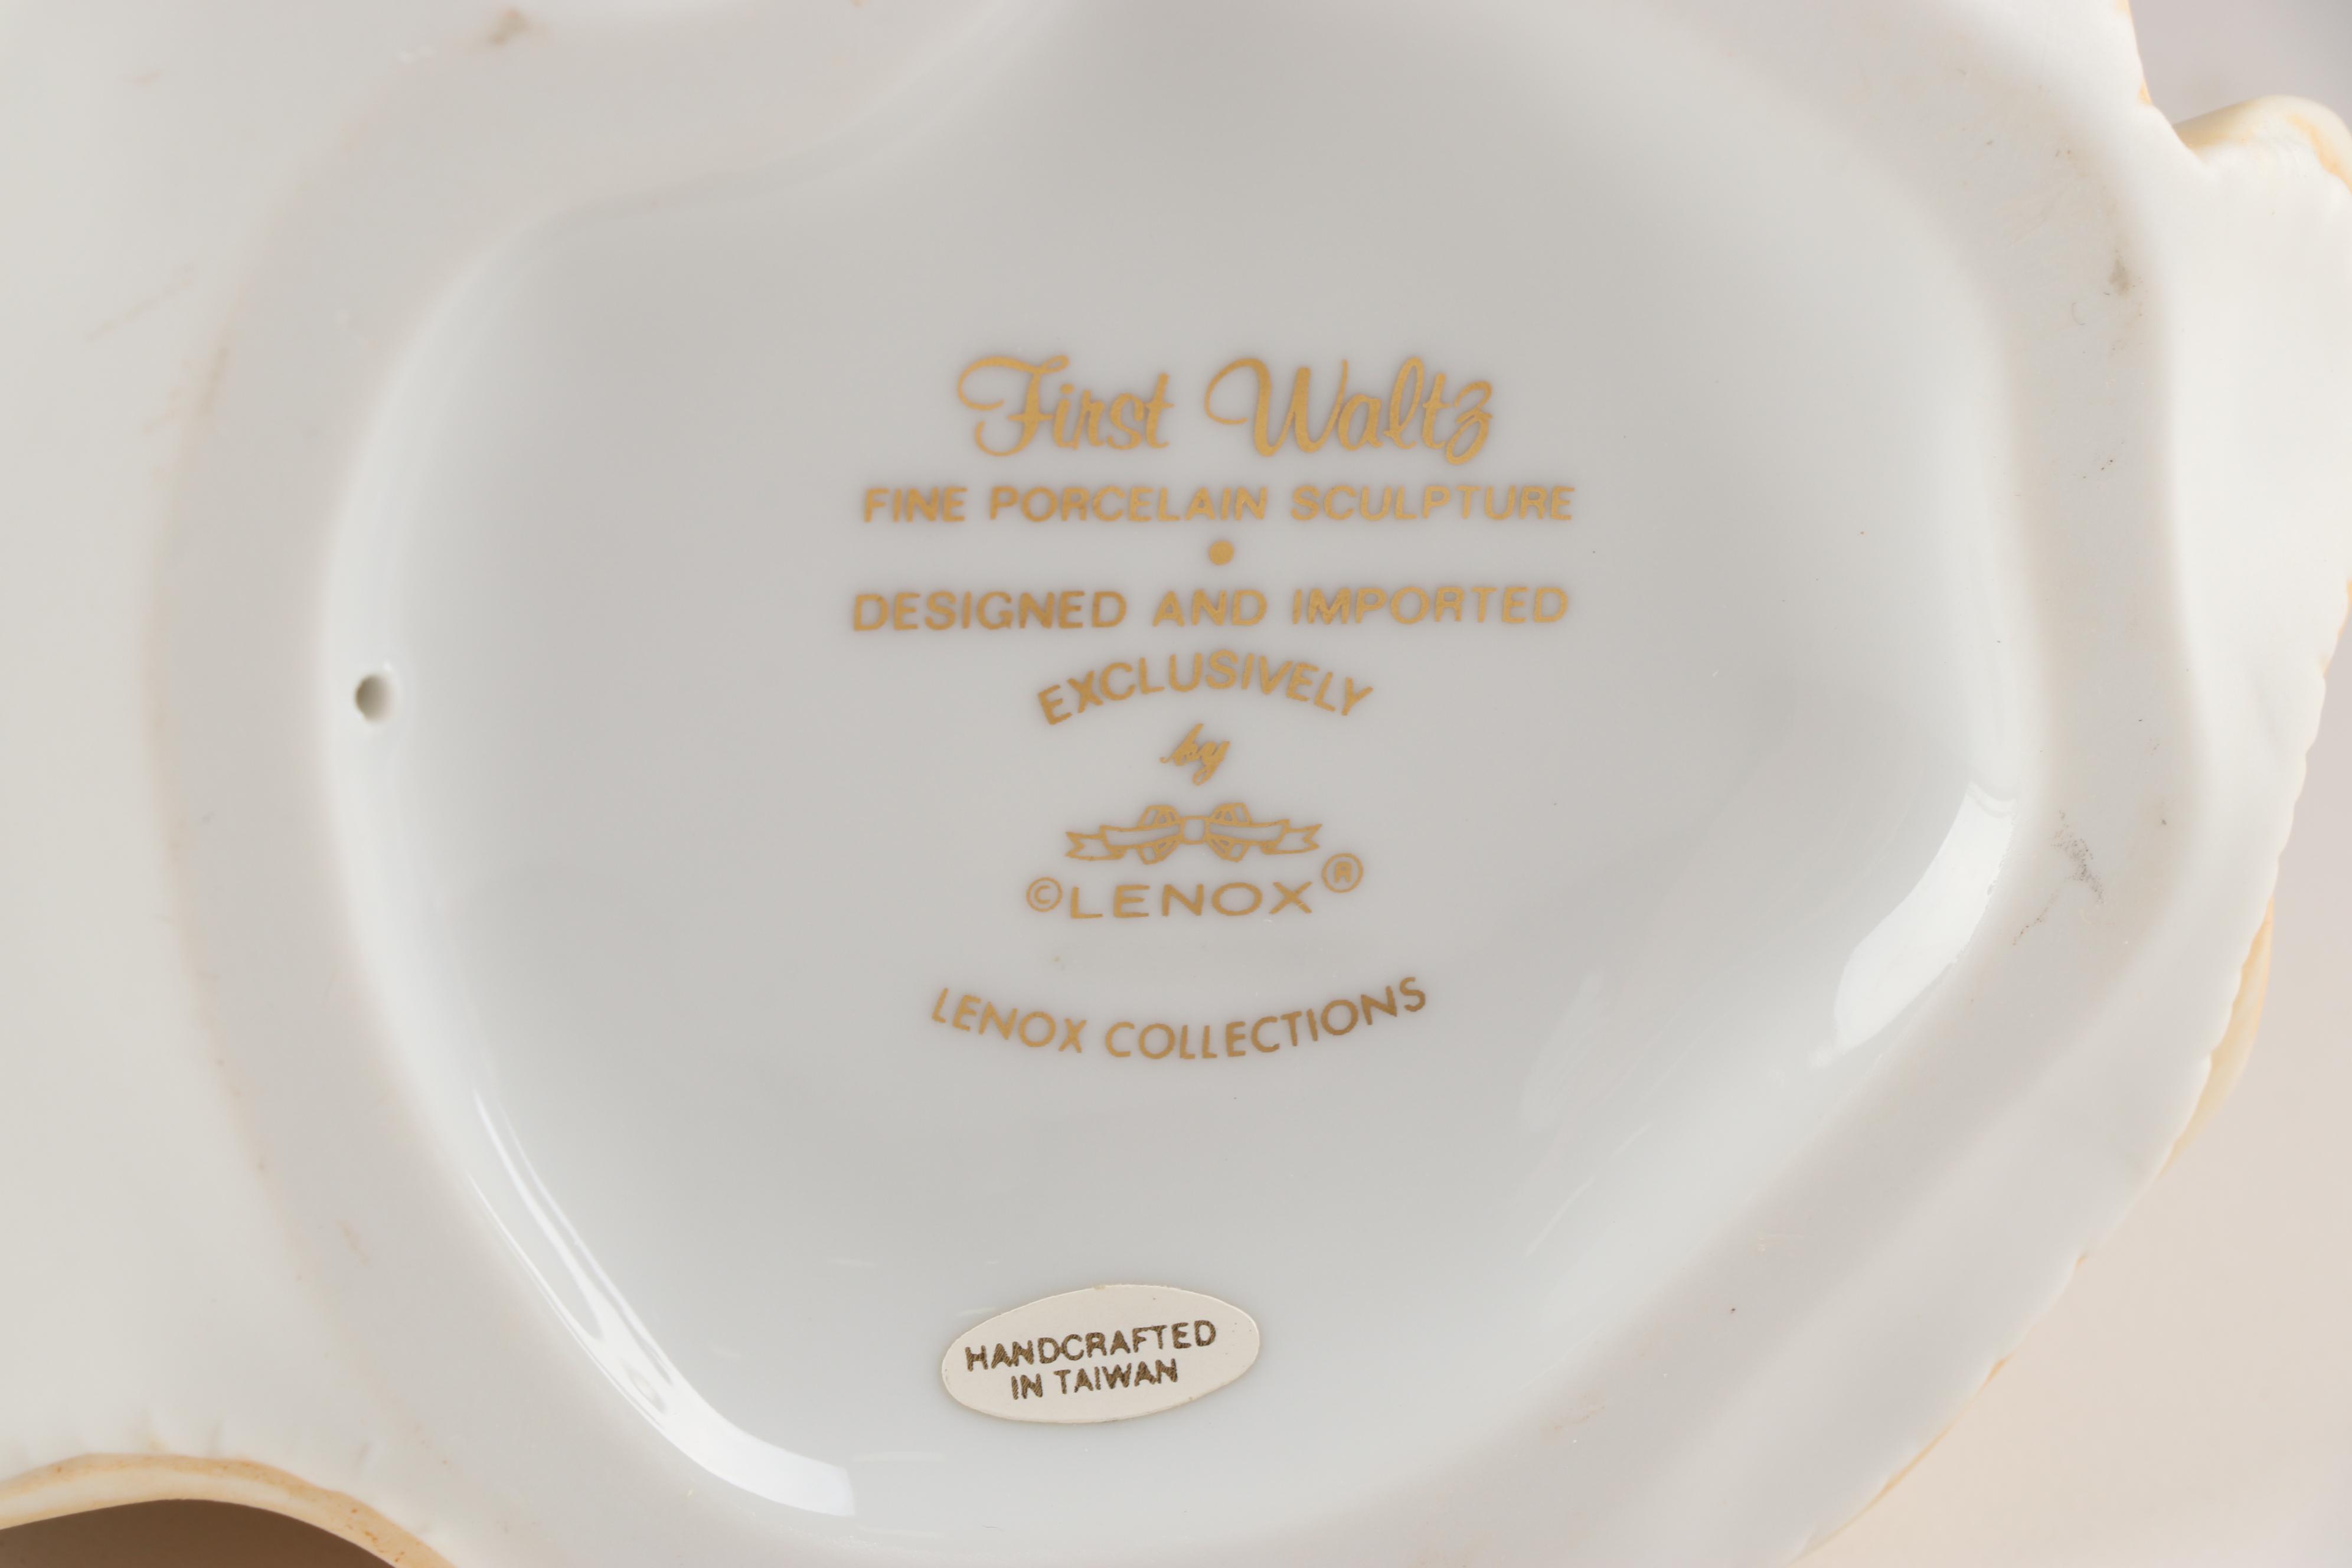 First Waltz
FINE PORCELAIN SCULPTURE
•
DESIGNED AND IMPORTED
EXCLUSIVELY
by
©LENOX®
LENOX COLLECTIONS
HANDCRAFTED
IN TAIWAN